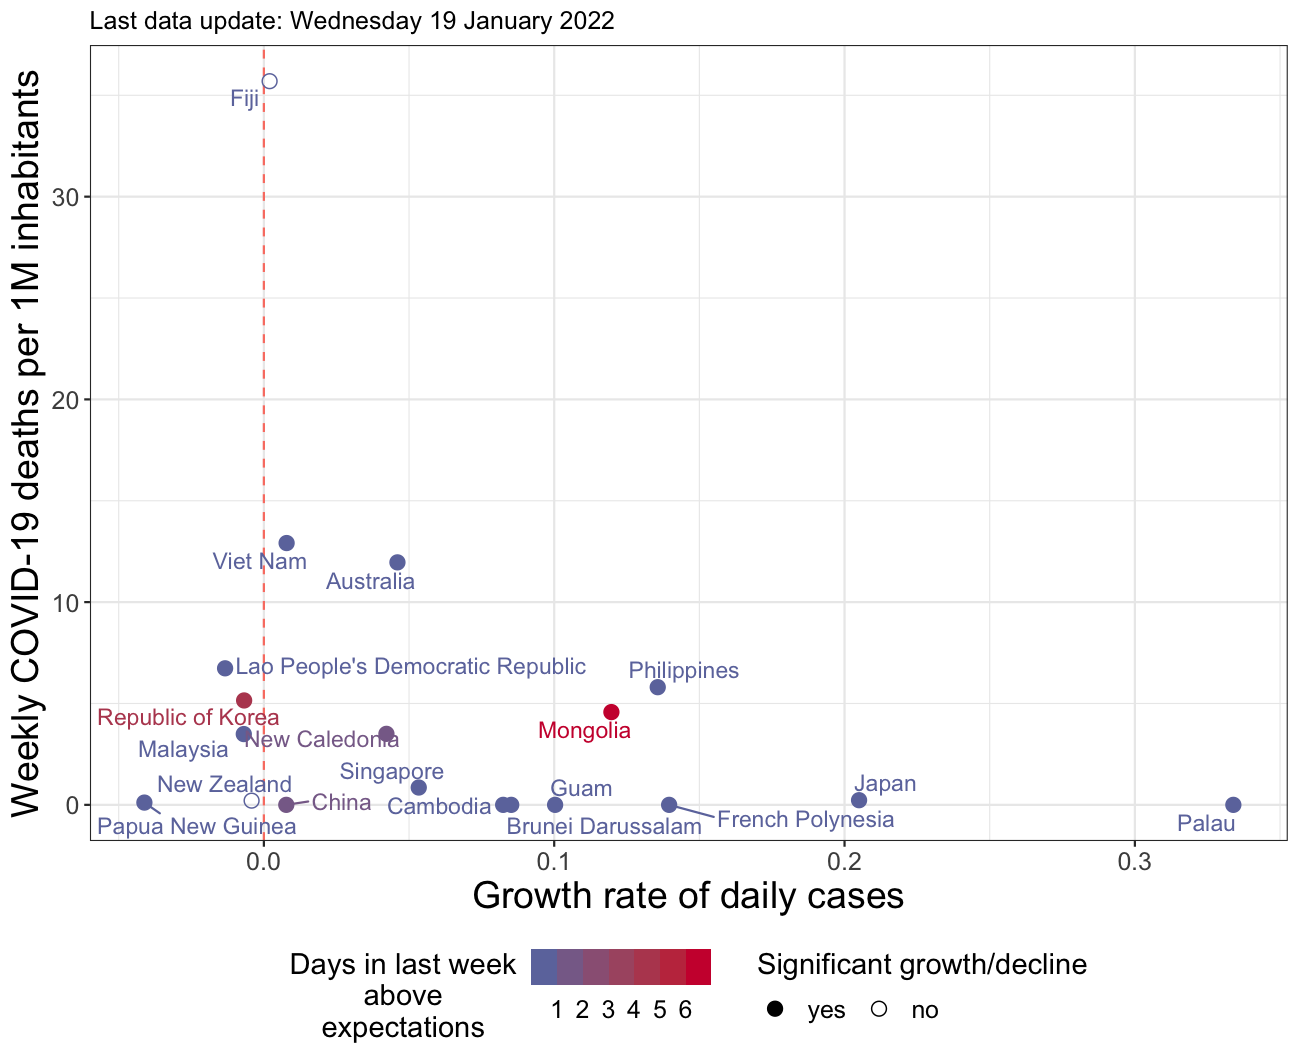 Last data update: Wednesday 19 January 2022
Weekly COVID-19 deaths per 1M inhabitants
Fiji
30
20
Viet Nam
Australia
10
Lao People's Democratic Republic
Philippines
Republic of Korea
Mongolia
New Caledonia
Malaysia
Singapore
New Zealand
Guam
Japan
China
Cambodia
0
French Polynesia
Palau
Papua New Guinea
Brunei Darussalam
0.0 0.1 0.2 0.3
Growth rate of daily cases
Days in last week
above
expectations
1 2 3 4 5 6
Significant growth/decline
yes no